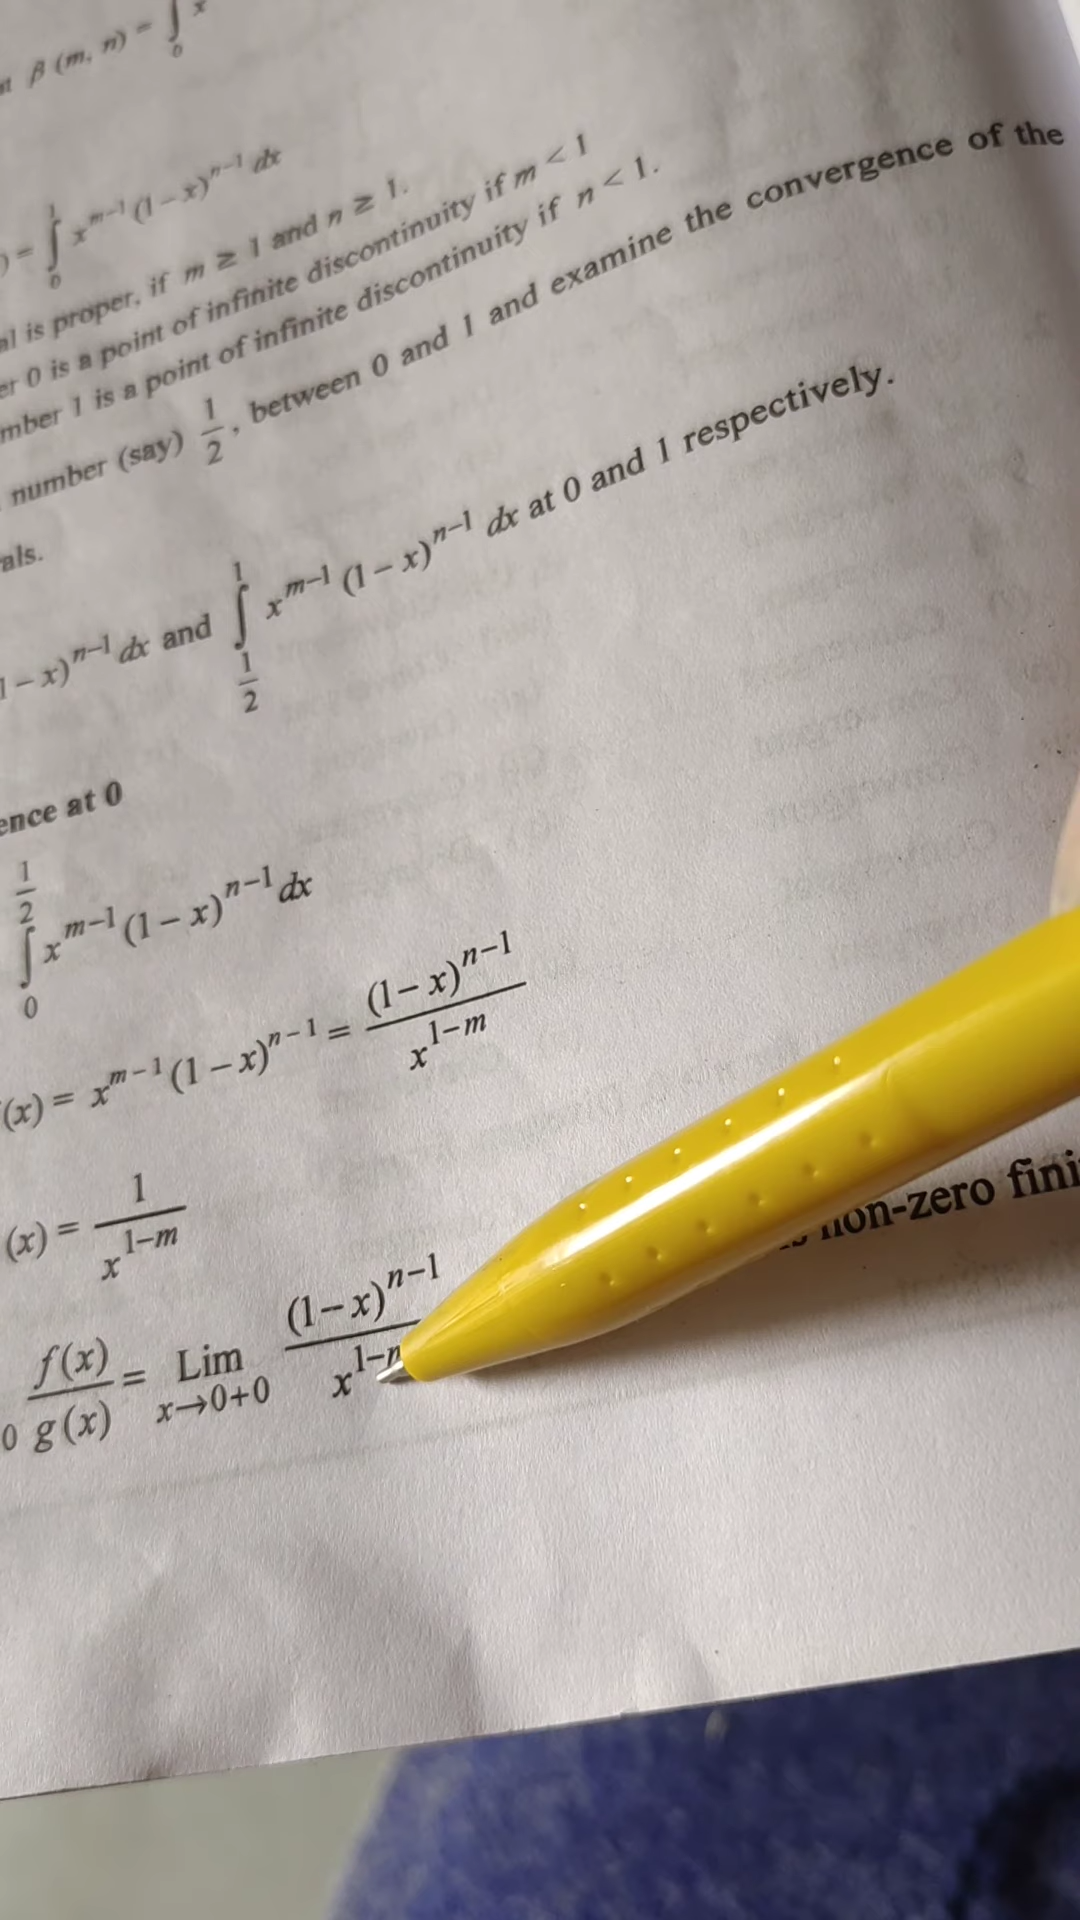 β (m, n) = ∫₀ x
) = ∫₀¹ x^{m−1} (1 − x)^{n−1} dx
al is proper, if m ≥ 1 and n ≥ 1.
er 0 is a point of infinite discontinuity if m < 1
mber 1 is a point of infinite discontinuity if n < 1.
number (say) 1/2, between 0 and 1 and examine the convergence of the
als.
1 − x)^{n−1} dx and ∫_{1/2}^{1} x^{m−1} (1 − x)^{n−1} dx at 0 and 1 respectively.
ence at 0
∫_{0}^{1/2} x^{m−1} (1 − x)^{n−1} dx
(x) = x^{m−1} (1 − x)^{n−1} = (1 − x)^{n−1} / x^{1−m}
(x) = 1 / x^{1−m}
0 f(x) / g(x) = Lim x→0+0 (1 − x)^{n−1} / x^{1− non-zero fini